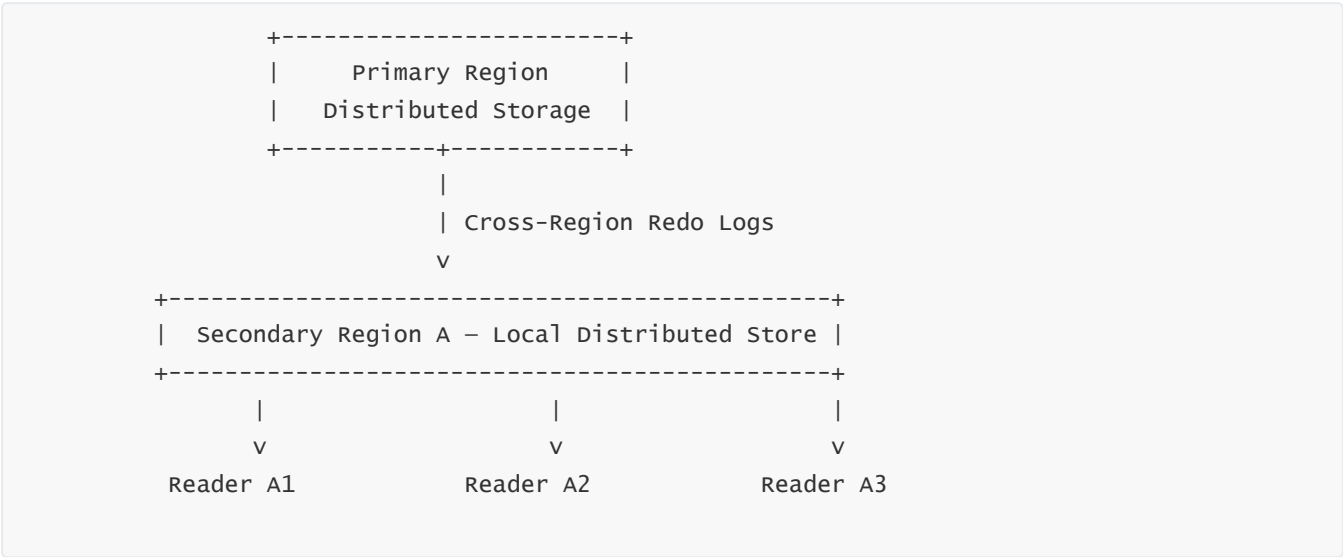 +------------------------+
|     Primary Region     |
|   Distributed Storage  |
+-----------+------------+
|
| Cross-Region Redo Logs
v
+-----------------------------------------------+
|  Secondary Region A – Local Distributed Store |
+-----------------------------------------------+
|                    |                   |
v                    v                   v
Reader A1            Reader A2            Reader A3